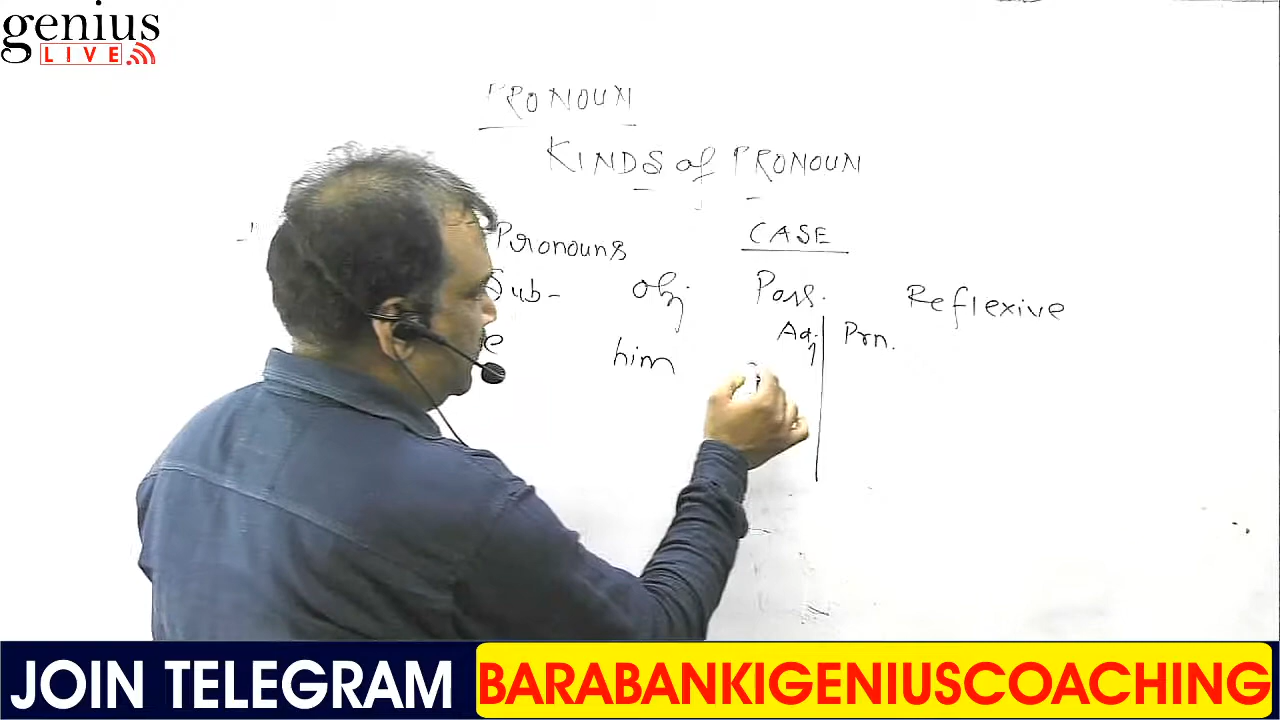 genius
LIVE
PRONOUN
KINDS of PRONOUN
Pronouns CASE
Sub- obj Poss. Reflexive
Adj Prn.
e him
JOIN TELEGRAM BARABANKIGENIUSCOACHING